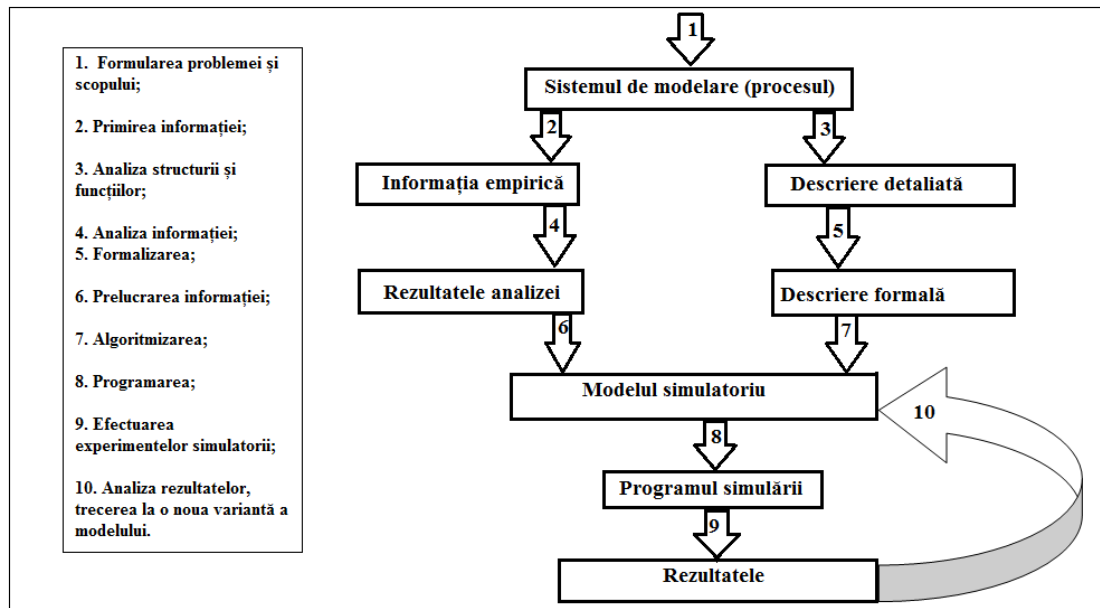 1. Formularea problemei și
scopului;
2. Primirea informației;
3. Analiza structurii și
funcțiilor;
4. Analiza informației;
5. Formalizarea;
6. Prelucrarea informației;
7. Algoritmizarea;
8. Programarea;
9. Efectuarea
experimentelor simulatorii;
10. Analiza rezultatelor,
trecerea la o noua variantă a
modelului.
1
Sistemul de modelare (procesul)
2
3
Informația empirică
Descriere detaliată
4
5
Rezultatele analizei
Descriere formală
6
7
Modelul simulatoriu
10
8
Programul simulării
9
Rezultatele